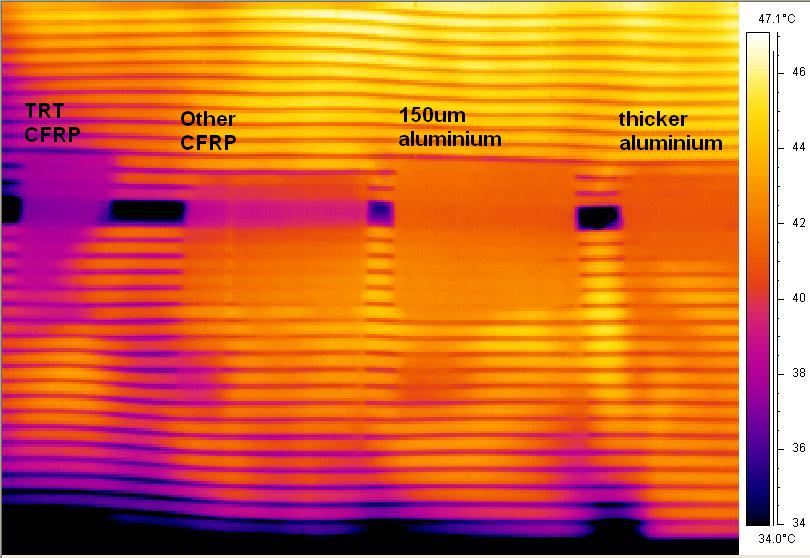 47.1°C
TRT
CFRP
Other
CFRP
150um
aluminium
thicker
aluminium
46
44
42
40
38
36
34
34.0°C